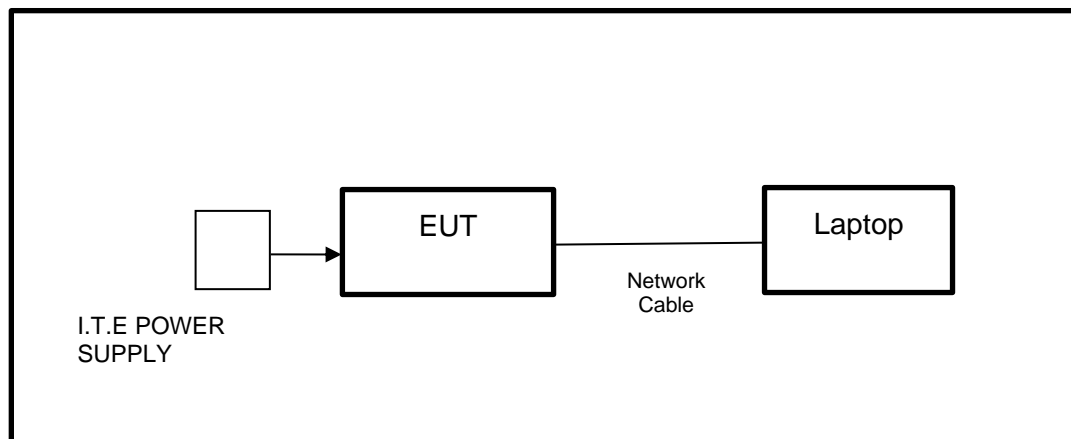 EUT
Laptop
Network
Cable
I.T.E POWER
SUPPLY